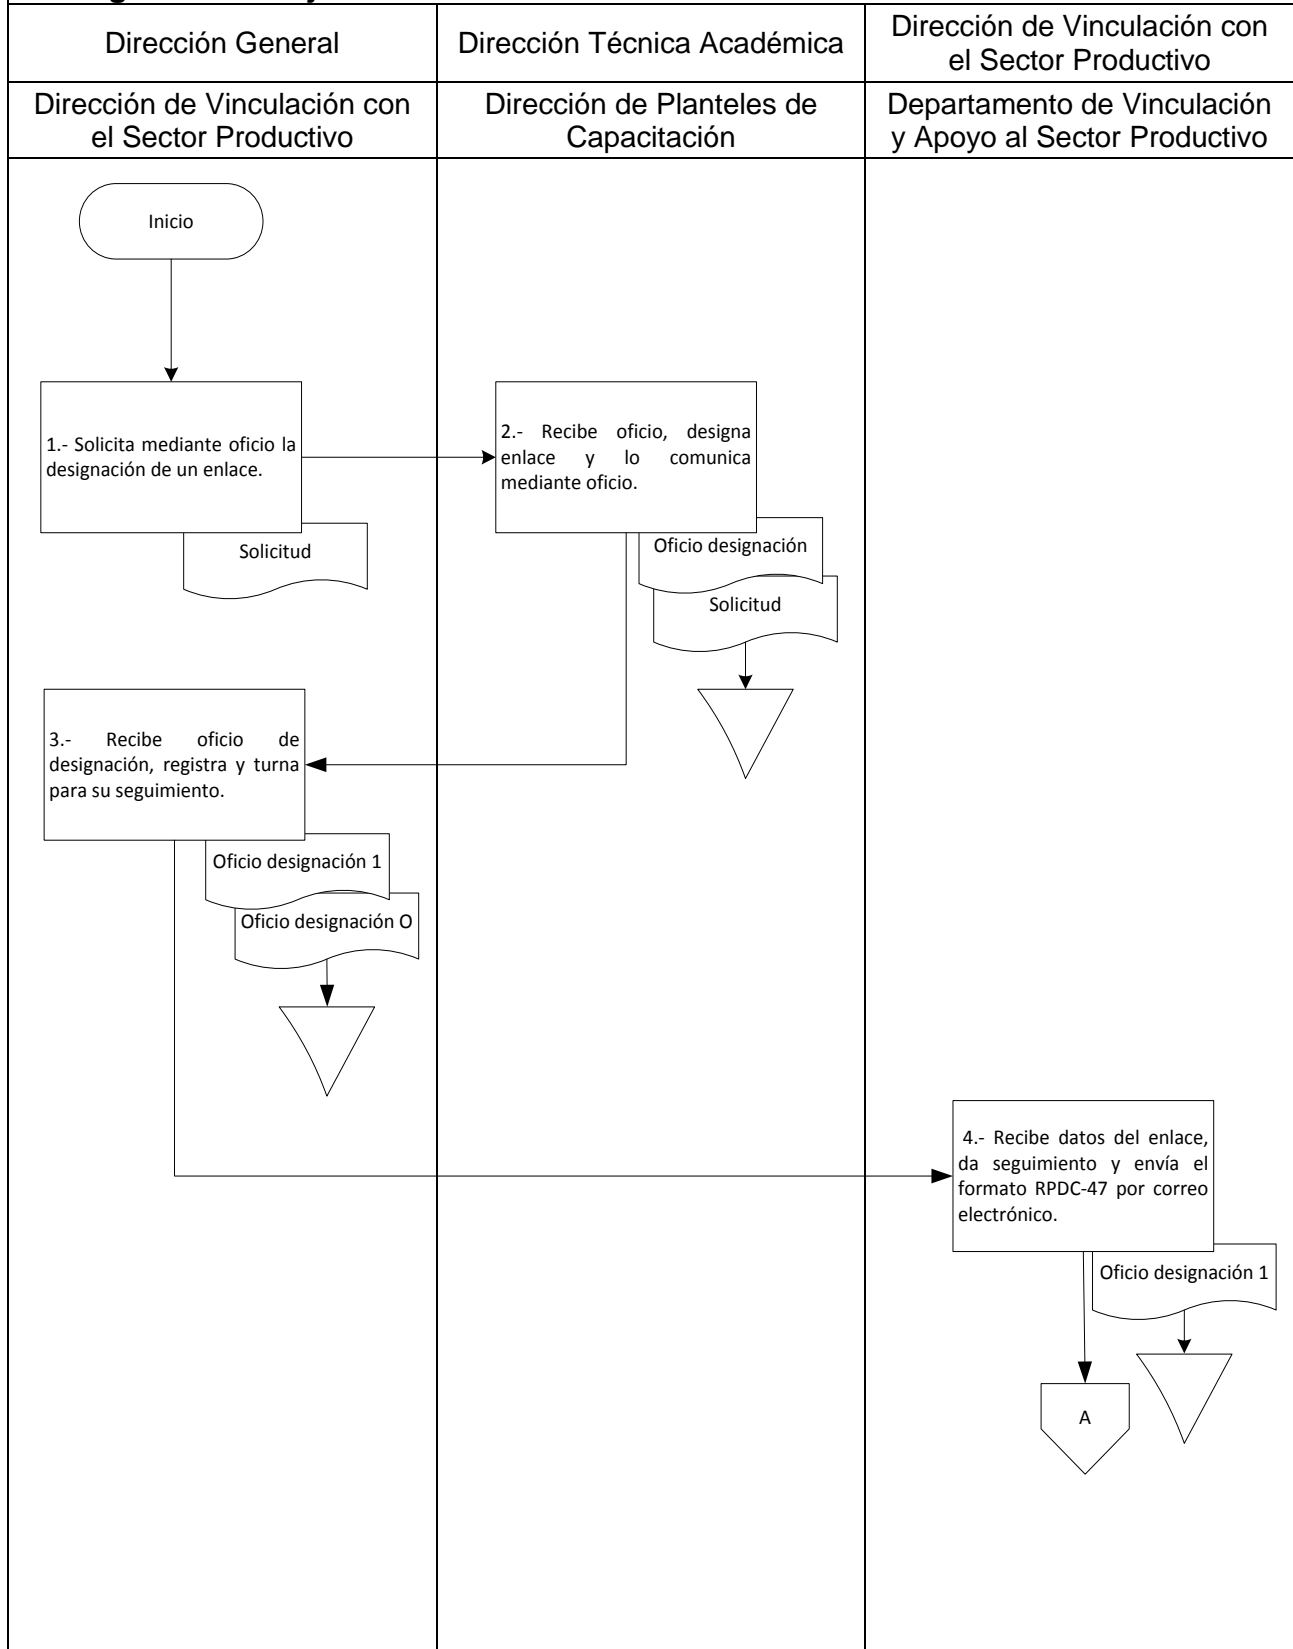 Dirección General
Dirección Técnica Académica
Dirección de Vinculación con
el Sector Productivo
Dirección de Vinculación con
el Sector Productivo
Dirección de Planteles de
Capacitación
Departamento de Vinculación
y Apoyo al Sector Productivo
Inicio
1.- Solicita mediante oficio la
designación de un enlace.
Solicitud
2.- Recibe oficio, designa
enlace y lo comunica
mediante oficio.
Oficio designación
Solicitud
3.- Recibe oficio de
designación, registra y turna
para su seguimiento.
Oficio designación 1
Oficio designación O
4.- Recibe datos del enlace,
da seguimiento y envía el
formato RPDC-47 por correo
electrónico.
Oficio designación 1
A